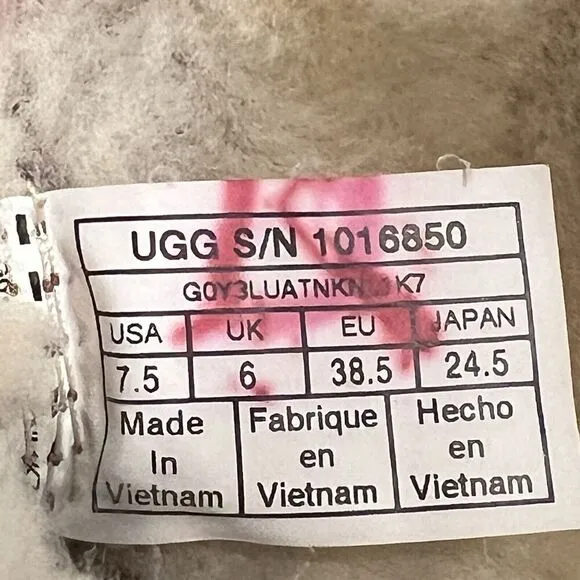 UGG S/N 1016850
USA UK EU JAPAN
7.5 6 38.5 24.5
Made Fabrique Hecho
In en en
Vietnam Vietnam Vietnam